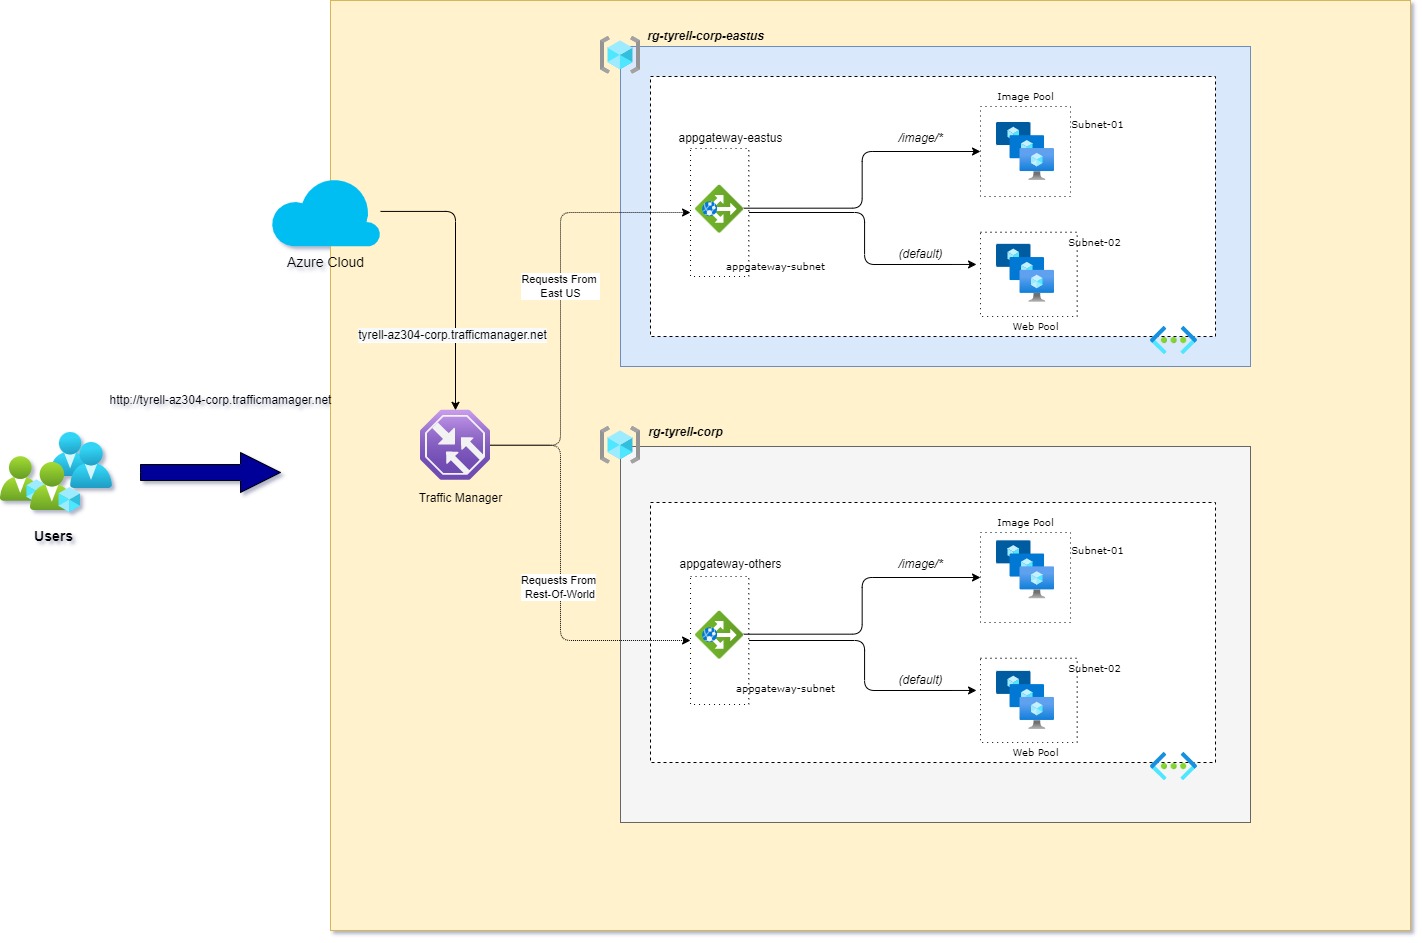 rg-tyrell-corp-eastus
Image Pool
Subnet-01
appgateway-eastus
/image/*
Subnet-02
(default)
appgateway-subnet
Web Pool
Azure Cloud
Requests From
East US
tyrell-az304-corp.trafficmanager.net
http://tyrell-az304-corp.trafficmamager.net
Users
Traffic Manager
rg-tyrell-corp
Image Pool
Subnet-01
appgateway-others
/image/*
Requests From
Rest-Of-World
Subnet-02
(default)
appgateway-subnet
Web Pool